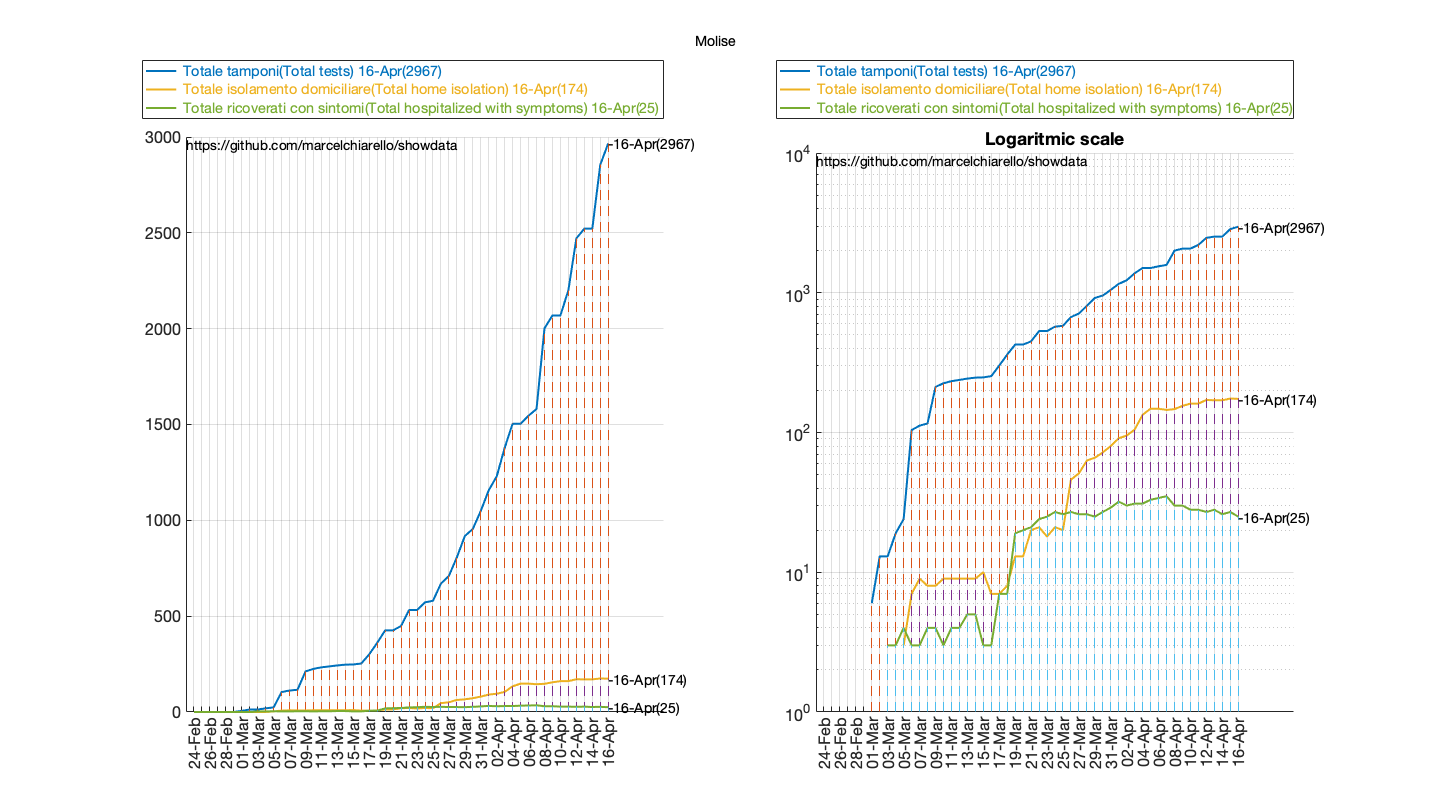 Molise
Totale tamponi(Total tests) 16-Apr(2967)
Totale isolamento domiciliare(Total home isolation) 16-Apr(174)
Totale ricoverati con sintomi(Total hospitalized with symptoms) 16-Apr(25)
3000
2500
2000
1500
1000
500
0
https://github.com/marcelchiarello/showdata
16-Apr(2967)
16-Apr(174)
16-Apr(25)
24-Feb
26-Feb
28-Feb
01-Mar
03-Mar
05-Mar
07-Mar
09-Mar
11-Mar
13-Mar
15-Mar
17-Mar
19-Mar
21-Mar
23-Mar
25-Mar
27-Mar
29-Mar
31-Mar
02-Apr
04-Apr
06-Apr
08-Apr
10-Apr
12-Apr
14-Apr
16-Apr
Totale tamponi(Total tests) 16-Apr(2967)
Totale isolamento domiciliare(Total home isolation) 16-Apr(174)
Totale ricoverati con sintomi(Total hospitalized with symptoms) 16-Apr(25)
Logaritmic scale
10^4
10^3
10^2
10^1
10^0
https://github.com/marcelchiarello/showdata
16-Apr(2967)
16-Apr(174)
16-Apr(25)
24-Feb
26-Feb
28-Feb
01-Mar
03-Mar
05-Mar
07-Mar
09-Mar
11-Mar
13-Mar
15-Mar
17-Mar
19-Mar
21-Mar
23-Mar
25-Mar
27-Mar
29-Mar
31-Mar
02-Apr
04-Apr
06-Apr
08-Apr
10-Apr
12-Apr
14-Apr
16-Apr